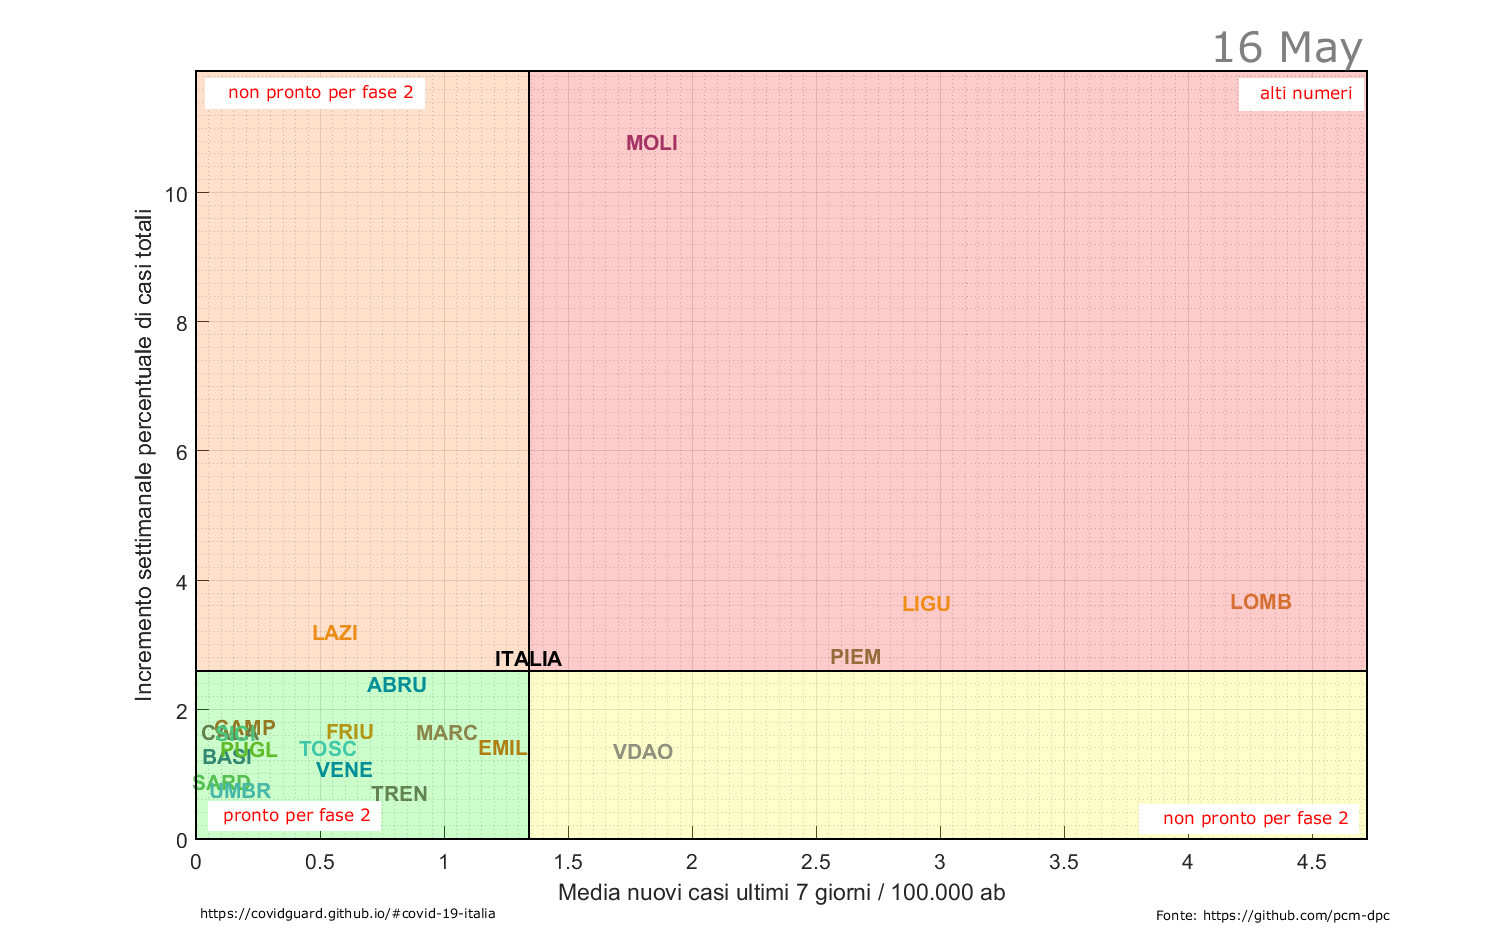 16 May
non pronto per fase 2
alti numeri
MOLI
10
8
6
4
2
0
Incremento settimanale percentuale di casi totali
LIGU
LOMB
LAZI
ITALIA
PIEM
ABRU
CAMP
FRIU
MARC
PUGL
TOSC
EMIL
VDAO
BASI
VENE
SARD
UMBR
TREN
pronto per fase 2
non pronto per fase 2
0 0.5 1 1.5 2 2.5 3 3.5 4 4.5
Media nuovi casi ultimi 7 giorni / 100.000 ab
https://covidguard.github.io/#covid-19-italia
Fonte: https://github.com/pcm-dpc